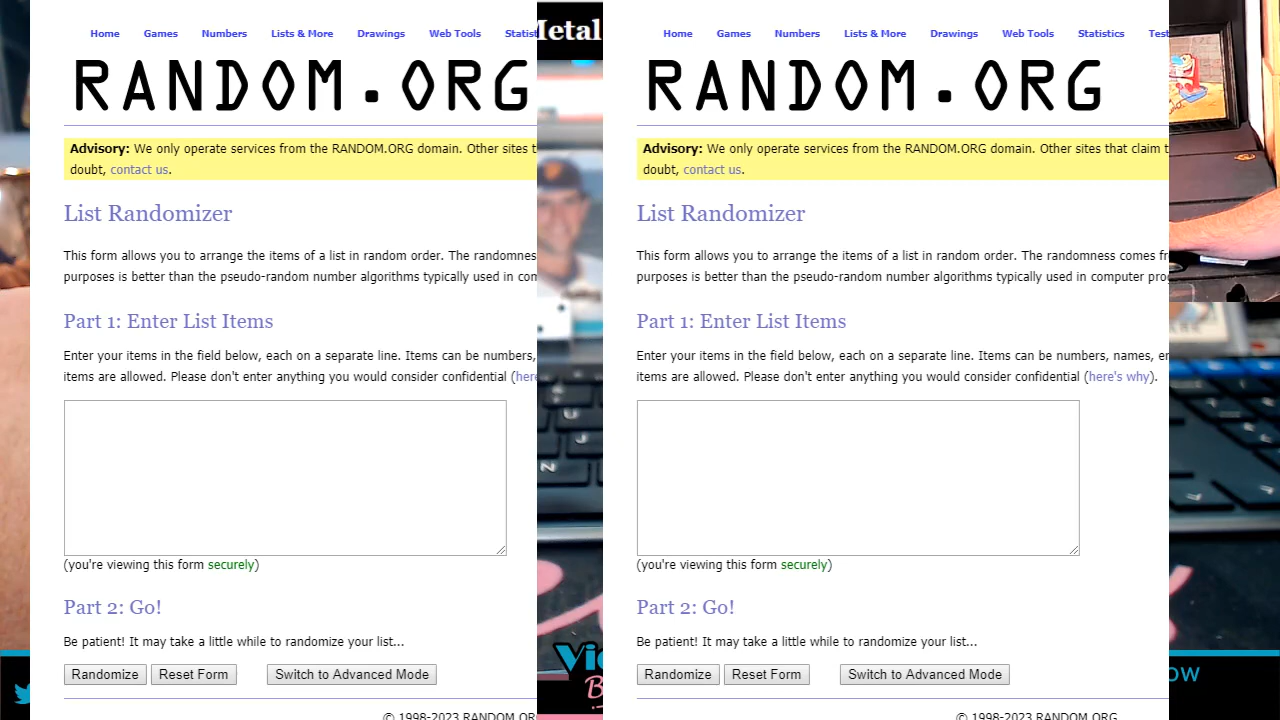 Home Games Numbers Lists & More Drawings Web Tools Statist
RANDOM.ORG
Advisory: We only operate services from the RANDOM.ORG domain. Other sites t
doubt, contact us.
List Randomizer
This form allows you to arrange the items of a list in random order. The randomnes
purposes is better than the pseudo-random number algorithms typically used in com
Part 1: Enter List Items
Enter your items in the field below, each on a separate line. Items can be numbers,
items are allowed. Please don't enter anything you would consider confidential (here
(you're viewing this form securely)
Part 2: Go!
Be patient! It may take a little while to randomize your list...
Randomize Reset Form Switch to Advanced Mode
© 1998-2023 RANDOM.OR
Metal
N
Vi
B
Home Games Numbers Lists & More Drawings Web Tools Statistics Test
RANDOM.ORG
Advisory: We only operate services from the RANDOM.ORG domain. Other sites that claim t
doubt, contact us.
List Randomizer
This form allows you to arrange the items of a list in random order. The randomness comes fr
purposes is better than the pseudo-random number algorithms typically used in computer pro
Part 1: Enter List Items
Enter your items in the field below, each on a separate line. Items can be numbers, names, e
items are allowed. Please don't enter anything you would consider confidential (here's why).
(you're viewing this form securely)
Part 2: Go!
Be patient! It may take a little while to randomize your list...
Randomize Reset Form Switch to Advanced Mode
© 1998-2023 RANDOM.ORG
ow